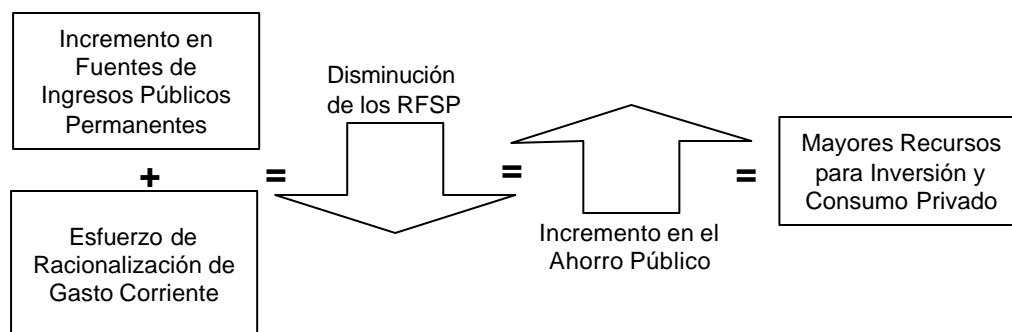 Incremento en
Fuentes de
Ingresos Públicos
Permanentes
+
Esfuerzo de
Racionalización de
Gasto Corriente
=
Disminución
de los RFSP
=
Incremento en el
Ahorro Público
=
Mayores Recursos
para Inversión y
Consumo Privado